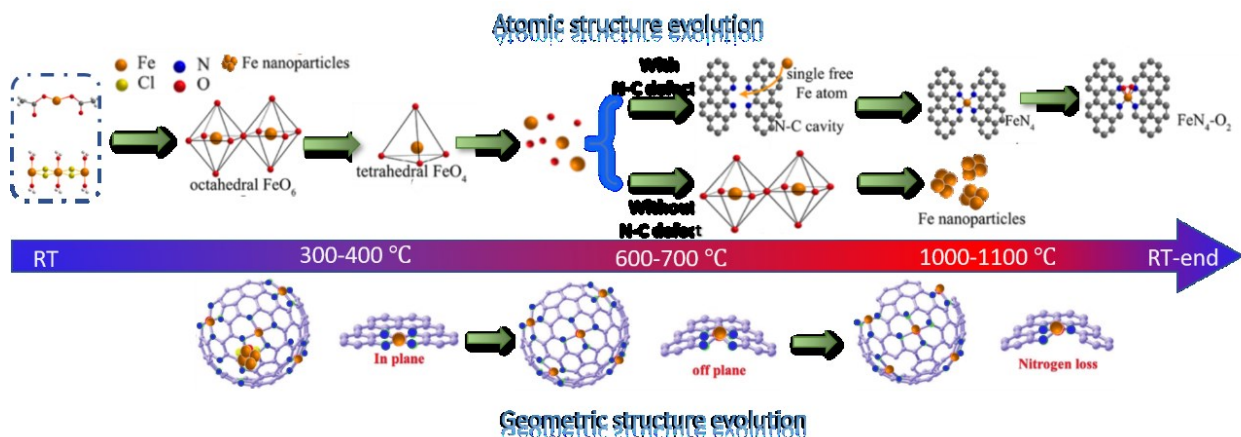 Atomic structure evolution
Fe N Fe nanoparticles
Cl O
octahedral FeO₆
tetrahedral FeO₄
With
N-C defect
single free
Fe atom
N-C cavity
FeN₄
FeN₄-O₂
Without
N-C defect
Fe nanoparticles
RT 300-400 °C 600-700 °C 1000-1100 °C RT-end
In plane
off plane
Nitrogen loss
Geometric structure evolution